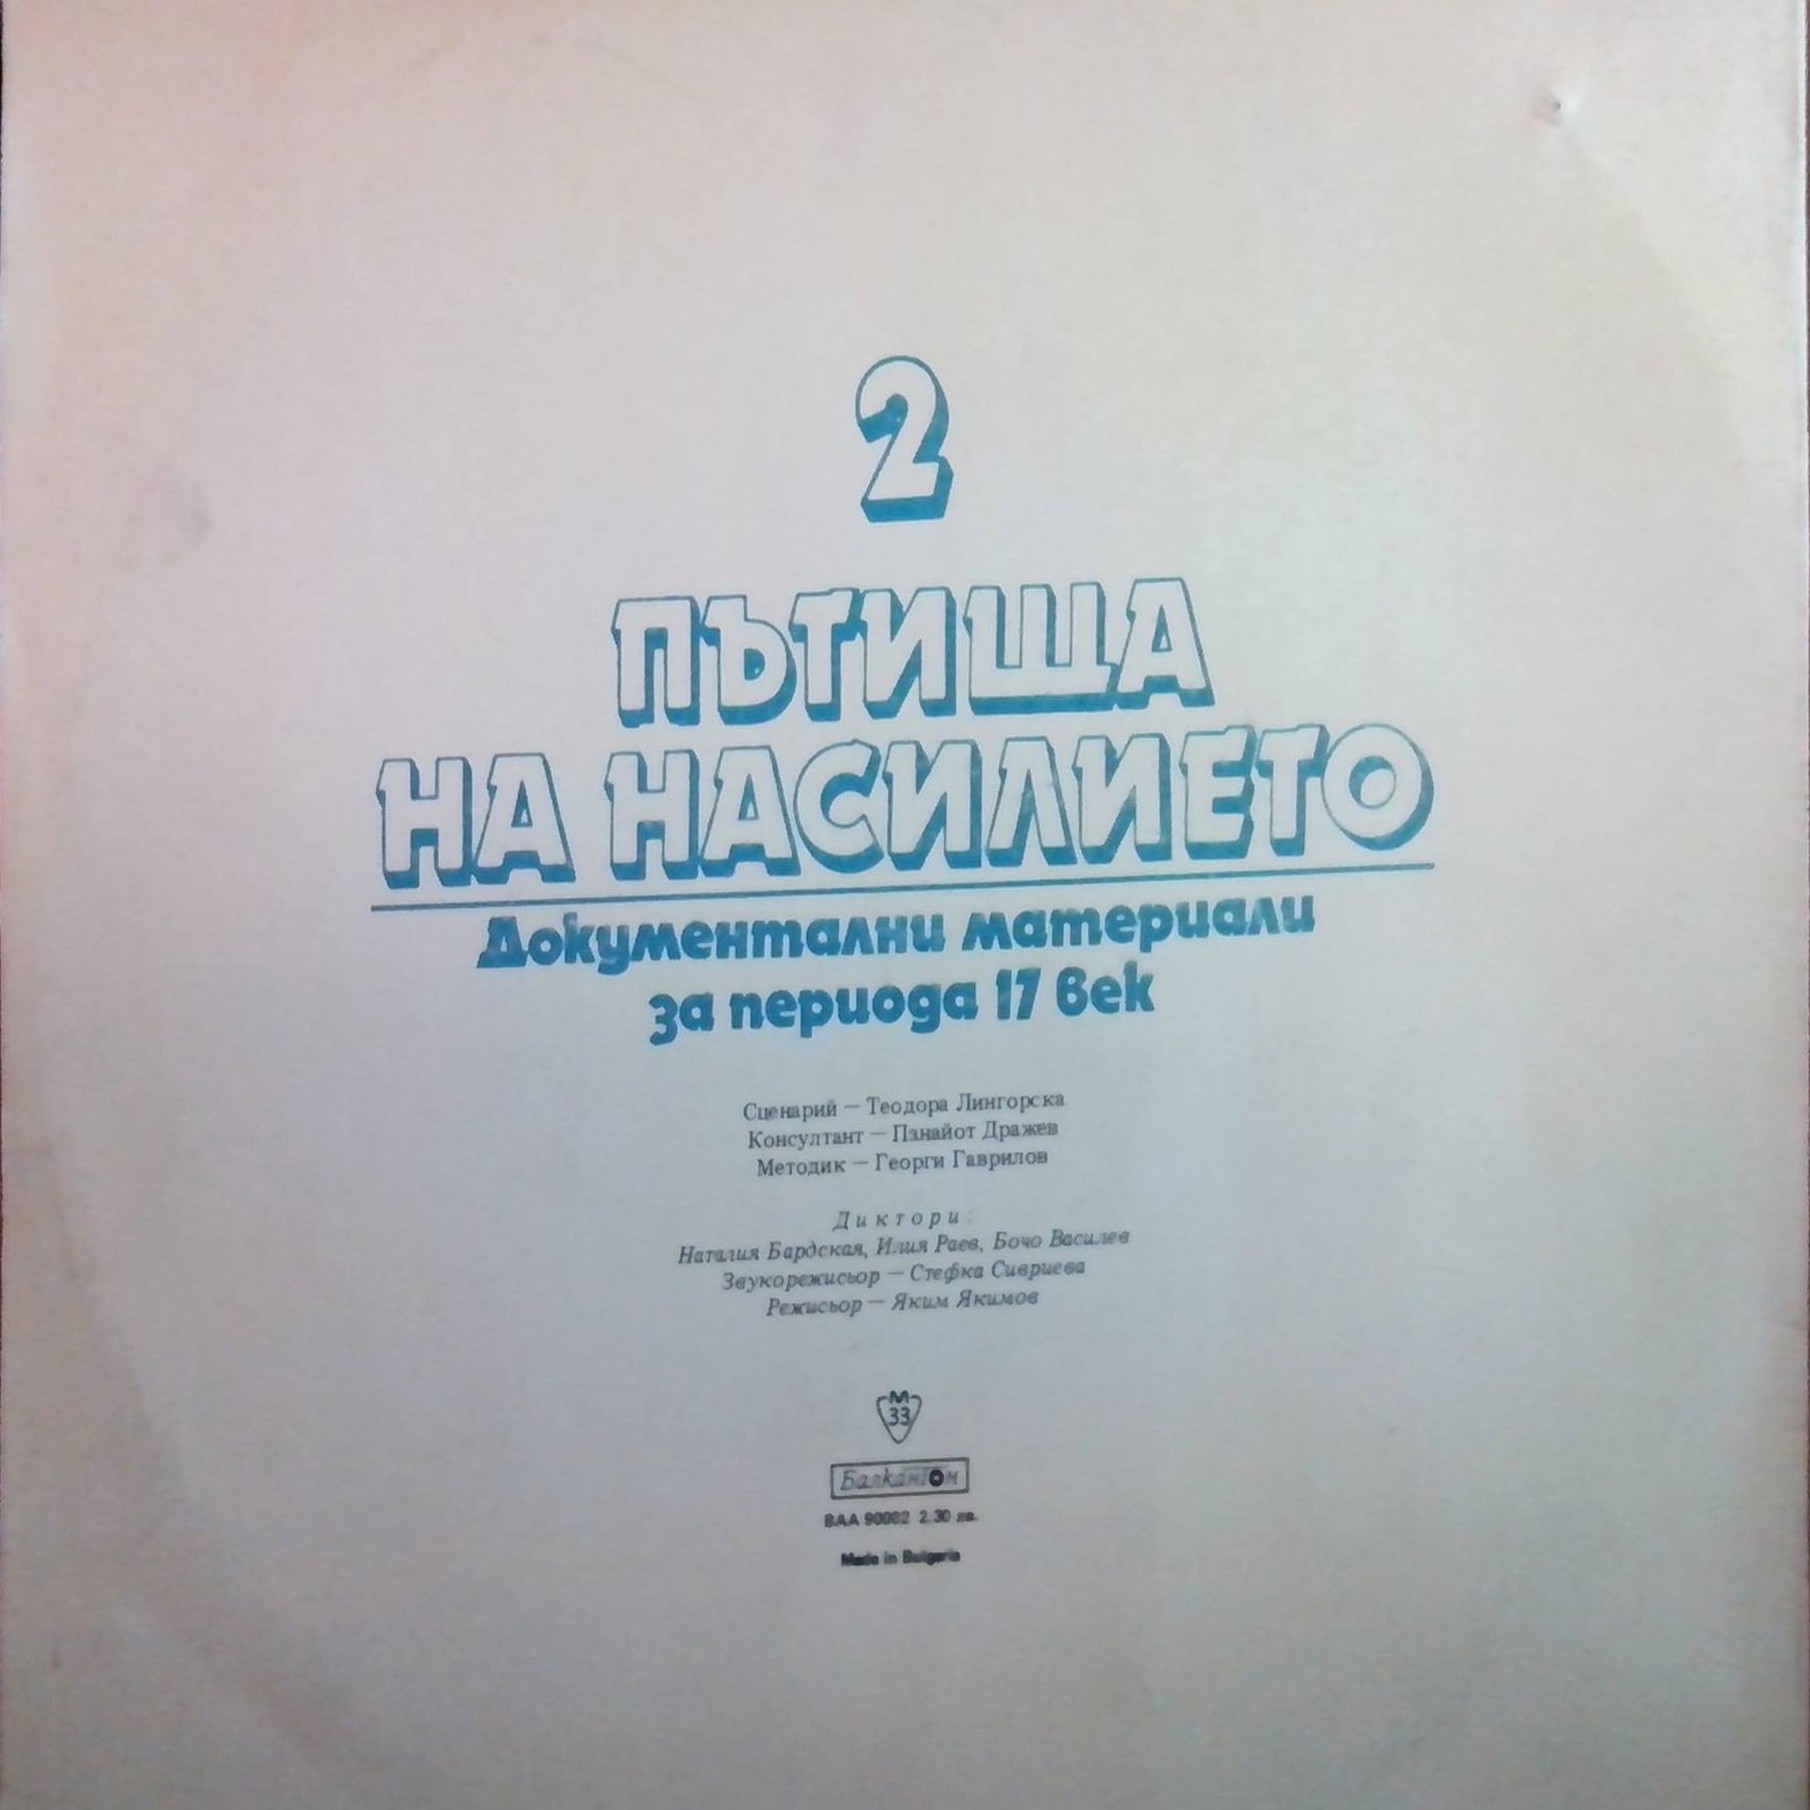 2
ПЪТИЩА
НА НАСИЛИЕТО
Документални материали
за периода 17 век
Сценарий — Теодора Лингорска
Консултант — Панайот Дражев
Методик — Георги Гаврилов
Диктори:
Наталия Бардская, Илия Раев, Бочо Василев
Звукорежисьор — Стефка Сивриева
Режисьор — Яким Якимов
М
33
Балкантон
ВАА 90082 2.30 лв.
Made in Bulgaria